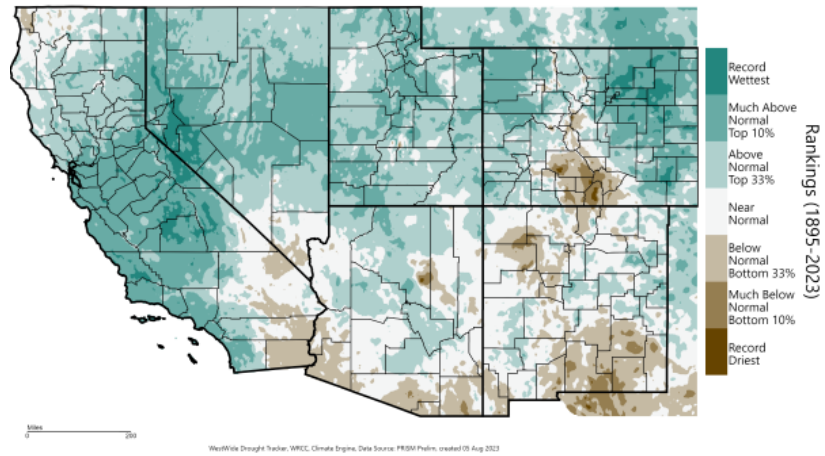 Record
Wettest
Much Above
Normal
Top 10%
Above
Normal
Top 33%
Near
Normal
Below
Normal
Bottom 33%
Much Below
Normal
Bottom 10%
Record
Driest
Rankings (1895-2023)
Miles
0 250
WestWide Drought Tracker, WRCC, Climate Engine, Data Source: PRISM Prelim, created 05 Aug 2023